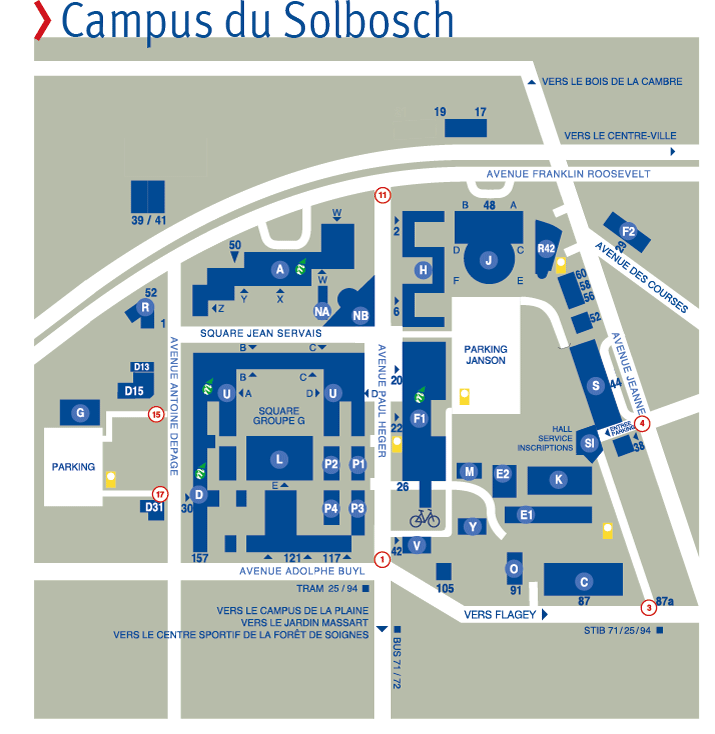 Campus du Solbosch
VERS LE BOIS DE LA CAMBRE
19 17
VERS LE CENTRE-VILLE
AVENUE FRANKLIN ROOSEVELT
11
39 / 41
W
B 48 A
2
F2
29
50
R42
D C
A
H
J
W
AVENUE DES COURSES
F E
60
58
56
52
R
Z
Y
X
NA
NB
6
1
52
SQUARE JEAN SERVAIS
AVENUE ANTOINE DEPAGE
AVENUE PAUL HEGER
PARKING
JANSON
AVENUE JEANNE
B
C
D13
D15
20
U
A
B
C
D
U
D
S
44
G
15
SQUARE
GROUPE G
F1
22
4
ENTRÉE
PARKING
HALL
SERVICE
INSCRIPTIONS
SI
38
PARKING
L
P2
P1
M
E2
K
D
17
E
26
D31
30
P4
P3
Y
E1
V
42
157
121
117
1
O
C
AVENUE ADOLPHE BUYL
105
91
87
87a
3
TRAM 25 / 94
VERS LE CAMPUS DE LA PLAINE
VERS LE JARDIN MASSART
VERS LE CENTRE SPORTIF DE LA FORÊT DE SOIGNES
VERS FLAGEY
STIB 71 / 25 / 94
BUS 71 / 72